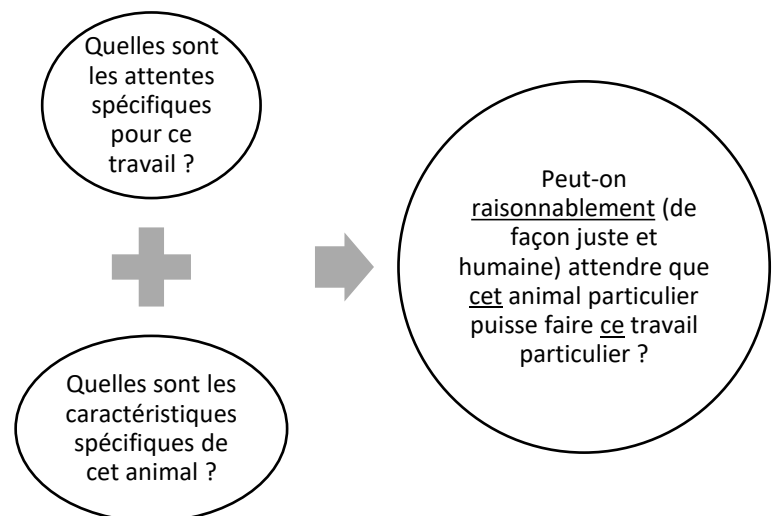 Quelles sont
les attentes
spécifiques
pour ce
travail ?
Quelles sont les
caractéristiques
spécifiques de
cet animal ?
Peut-on
raisonnablement (de
façon juste et
humaine) attendre que
cet animal particulier
puisse faire ce travail
particulier ?